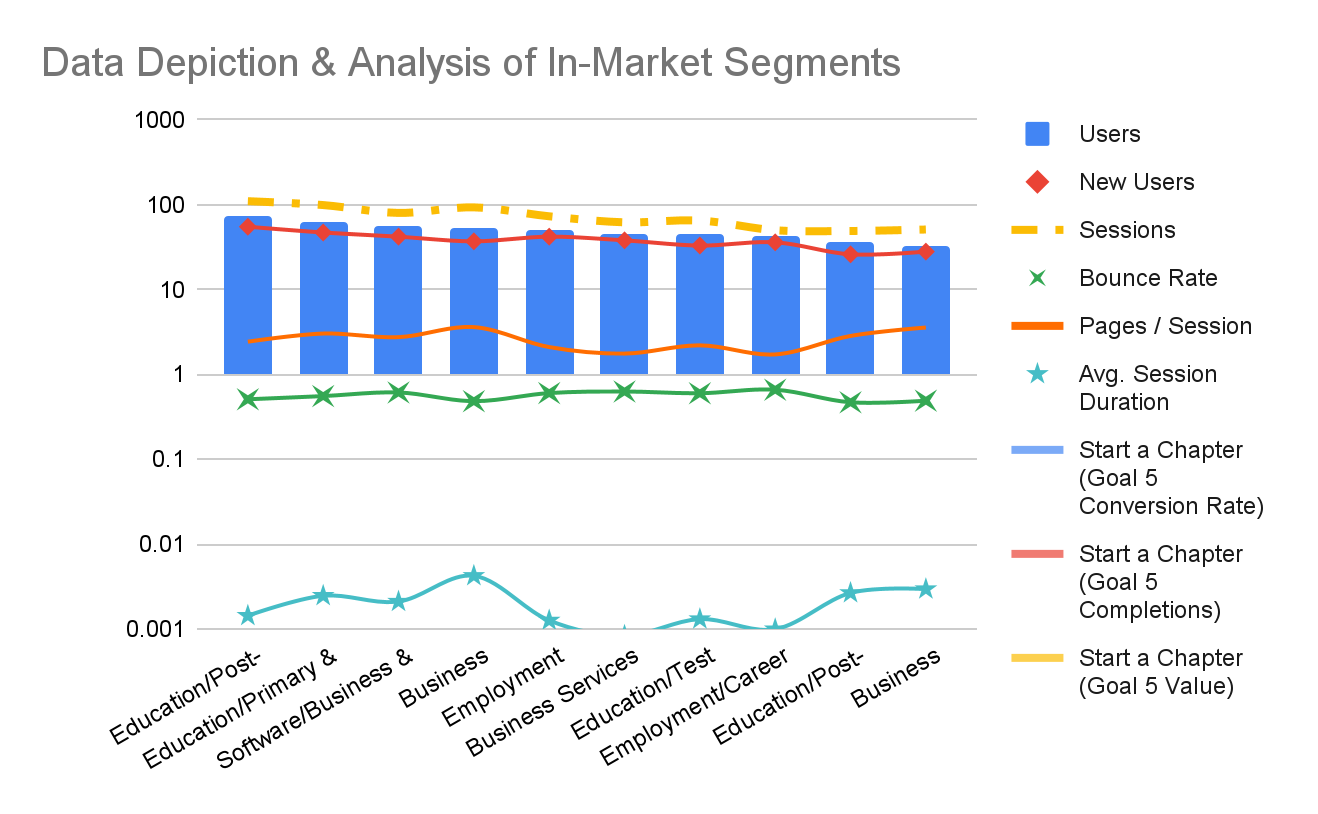 Data Depiction & Analysis of In-Market Segments
1000
100
10
1
0.1
0.01
0.001
Education/Post-
Education/Primary &
Software/Business &
Business
Employment
Business Services
Education/Test
Employment/Career
Education/Post-
Business
Users
New Users
Sessions
Bounce Rate
Pages / Session
Avg. Session
Duration
Start a Chapter
(Goal 5
Conversion Rate)
Start a Chapter
(Goal 5
Completions)
Start a Chapter
(Goal 5 Value)